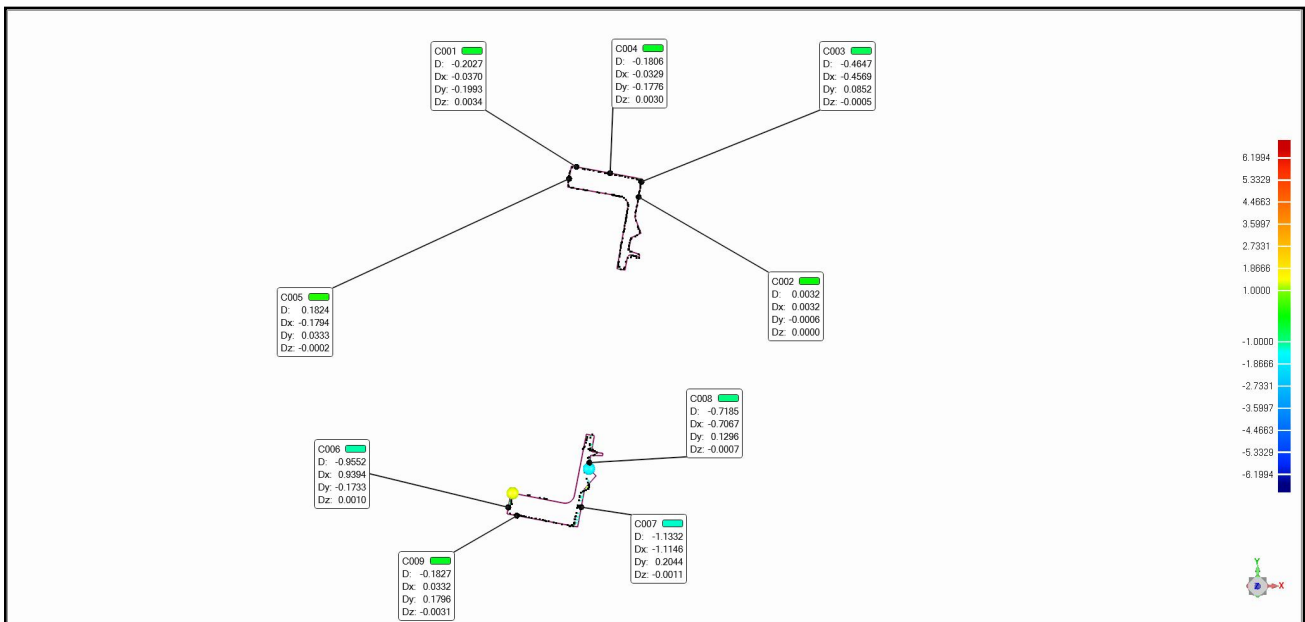 C001
D: -0.2027
Dx: -0.0370
Dy: -0.1993
Dz: 0.0034
C004
D: -0.1806
Dx: -0.0329
Dy: -0.1776
Dz: 0.0030
C003
D: -0.4647
Dx: -0.4569
Dy: 0.0852
Dz: -0.0005
C005
D: 0.1824
Dx: -0.1794
Dy: 0.0333
Dz: -0.0002
C002
D: 0.0032
Dx: 0.0032
Dy: -0.0006
Dz: 0.0000
C008
D: -0.7185
Dx: -0.7067
Dy: 0.1296
Dz: -0.0007
C006
D: -0.9552
Dx: 0.9394
Dy: -0.1733
Dz: 0.0010
C007
D: -1.1332
Dx: -1.1146
Dy: 0.2044
Dz: -0.0011
C009
D: -0.1827
Dx: 0.0332
Dy: 0.1796
Dz: -0.0031
6.1994
5.3329
4.4663
3.5997
2.7331
1.8666
1.0000
-1.0000
-1.8666
-2.7331
-3.5997
-4.4663
-5.3329
-6.1994
Y
Z
X